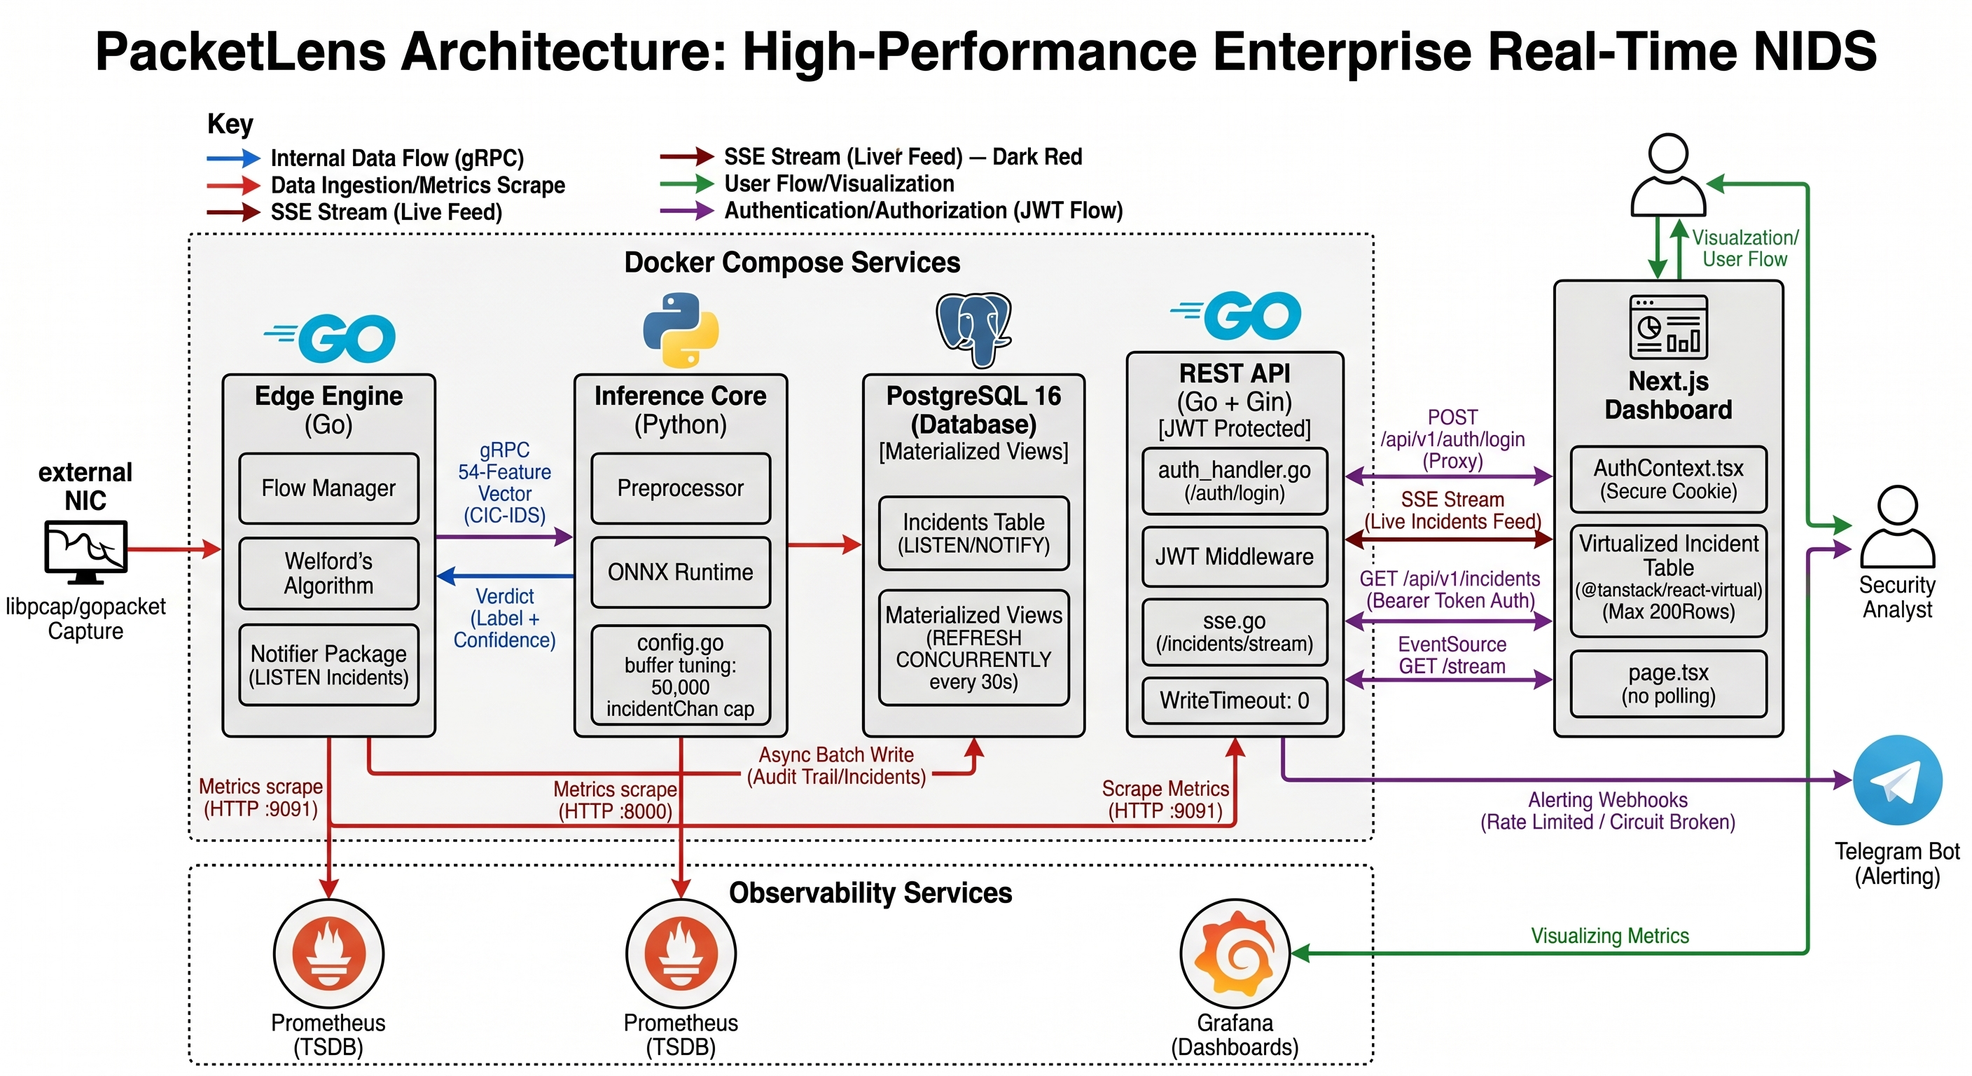 PacketLens Architecture: High-Performance Enterprise Real-Time NIDS
Key
Internal Data Flow (gRPC)
Data Ingestion/Metrics Scrape
SSE Stream (Live Feed)
SSE Stream (Liver Feed) — Dark Red
User Flow/Visualization
Authentication/Authorization (JWT Flow)
Docker Compose Services
external
NIC
libpcap/gopacket
Capture
GO
Edge Engine
(Go)
Flow Manager
Welford's
Algorithm
Notifier Package
(LISTEN Incidents)
gRPC
54-Feature
Vector
(CIC-IDS)
Verdict
(Label +
Confidence)
Inference Core
(Python)
Preprocessor
ONNX Runtime
config.go
buffer tuning:
50,000
incidentChan cap
PostgreSQL 16
(Database)
[Materialized Views]
Incidents Table
(LISTEN/NOTIFY)
Materialized Views
(REFRESH
CONCURRENTLY
every 30s)
GO
REST API
(Go + Gin)
[JWT Protected]
auth_handler.go
(/auth/login)
JWT Middleware
sse.go
(/incidents/stream)
WriteTimeout: 0
POST
/api/v1/auth/login
(Proxy)
SSE Stream
(Live Incidents Feed)
GET /api/v1/incidents
(Bearer Token Auth)
EventSource
GET /stream
Visualzation/
User Flow
Next.js
Dashboard
AuthContext.tsx
(Secure Cookie)
Virtualized Incident
Table
(@tanstack/react-virtual)
(Max 200Rows)
page.tsx
(no polling)
Security
Analyst
Metrics scrape
(HTTP :9091)
Metrics scrape
(HTTP :8000)
Async Batch Write
(Audit Trail/Incidents)
Scrape Metrics
(HTTP :9091)
Alerting Webhooks
(Rate Limited / Circuit Broken)
Telegram Bot
(Alerting)
Observability Services
Prometheus
(TSDB)
Prometheus
(TSDB)
Grafana
(Dashboards)
Visualizing Metrics